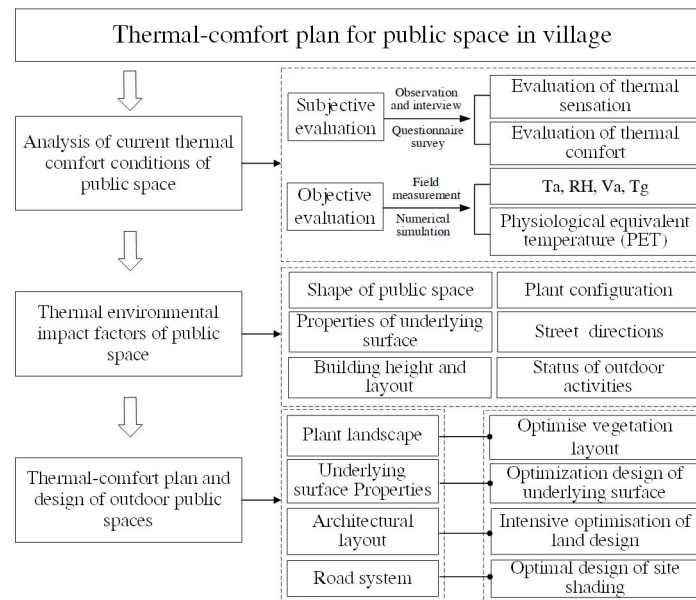 Thermal-comfort plan for public space in village
Analysis of current thermal
comfort conditions of
public space
Subjective
evaluation
Observation
and interview
Questionnaire
survey
Evaluation of thermal
sensation
Evaluation of thermal
comfort
Objective
evaluation
Field
measurement
Numerical
simulation
Ta, RH, Va, Tg
Physiological equivalent
temperature (PET)
Thermal environmental
impact factors of public
space
Shape of public space
Plant configuration
Properties of underlying
surface
Street directions
Building height and
layout
Status of outdoor
activities
Thermal-comfort plan and
design of outdoor public
spaces
Plant landscape
Optimise vegetation
layout
Underlying
surface Properties
Optimization design of
underlying surface
Architectural
layout
Intensive optimisation of
land design
Road system
Optimal design of site
shading